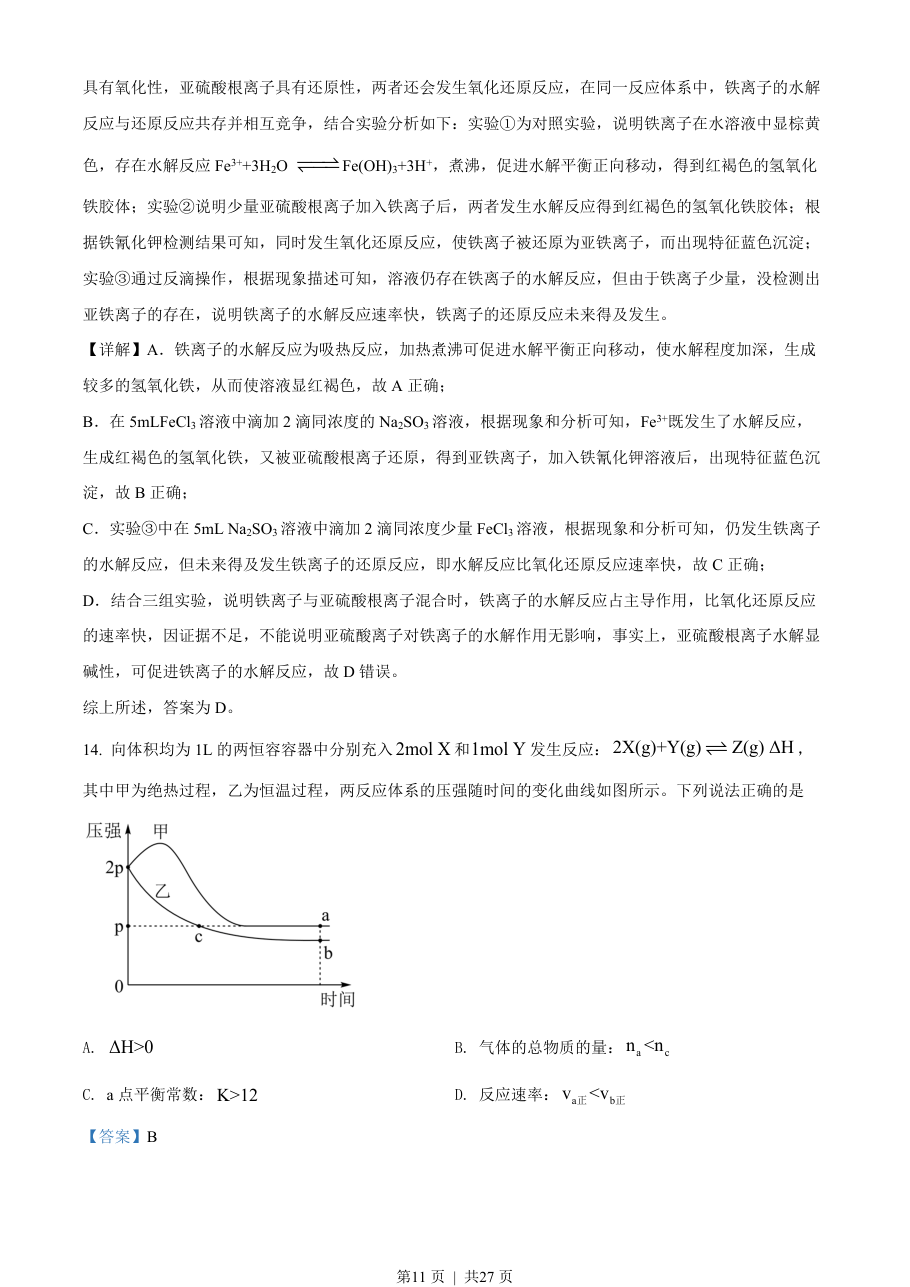 具有氧化性，亚硫酸根离子具有还原性，两者还会发生氧化还原反应，在同一反应体系中，铁离子的水解
反应与还原反应共存并相互竞争，结合实验分析如下：实验①为对照实验，说明铁离子在水溶液中显棕黄
色，存在水解反应 Fe³⁺+3H₂O ⇌ Fe(OH)₃+3H⁺，煮沸，促进水解平衡正向移动，得到红褐色的氢氧化
铁胶体；实验②说明少量亚硫酸根离子加入铁离子后，两者发生水解反应得到红褐色的氢氧化铁胶体；根
据铁氰化钾检测结果可知，同时发生氧化还原反应，使铁离子被还原为亚铁离子，而出现特征蓝色沉淀；
实验③通过反滴操作，根据现象描述可知，溶液仍存在铁离子的水解反应，但由于铁离子少量，没检测出
亚铁离子的存在，说明铁离子的水解反应速率快，铁离子的还原反应未来得及发生。
【详解】A．铁离子的水解反应为吸热反应，加热煮沸可促进水解平衡正向移动，使水解程度加深，生成
较多的氢氧化铁，从而使溶液显红褐色，故 A 正确；
B．在 5mLFeCl₃ 溶液中滴加 2 滴同浓度的 Na₂SO₃ 溶液，根据现象和分析可知，Fe³⁺既发生了水解反应，
生成红褐色的氢氧化铁，又被亚硫酸根离子还原，得到亚铁离子，加入铁氰化钾溶液后，出现特征蓝色沉
淀，故 B 正确；
C．实验③中在 5mL Na₂SO₃ 溶液中滴加 2 滴同浓度少量 FeCl₃ 溶液，根据现象和分析可知，仍发生铁离子
的水解反应，但未来得及发生铁离子的还原反应，即水解反应比氧化还原反应速率快，故 C 正确；
D．结合三组实验，说明铁离子与亚硫酸根离子混合时，铁离子的水解反应占主导作用，比氧化还原反应
的速率快，因证据不足，不能说明亚硫酸离子对铁离子的水解作用无影响，事实上，亚硫酸根离子水解显
碱性，可促进铁离子的水解反应，故 D 错误。
综上所述，答案为 D。
14. 向体积均为 1L 的两恒容容器中分别充入 2mol X 和 1mol Y 发生反应：2X(g)+Y(g) ⇌ Z(g) ΔH，
其中甲为绝热过程，乙为恒温过程，两反应体系的压强随时间的变化曲线如图所示。下列说法正确的是
压强 甲
2p
乙
p a
c
b
0
时间
A. ΔH>0 B. 气体的总物质的量：nₐ<n꜀
C. a 点平衡常数：K>12 D. 反应速率：va正<vb正
【答案】B
第11 页 | 共27 页